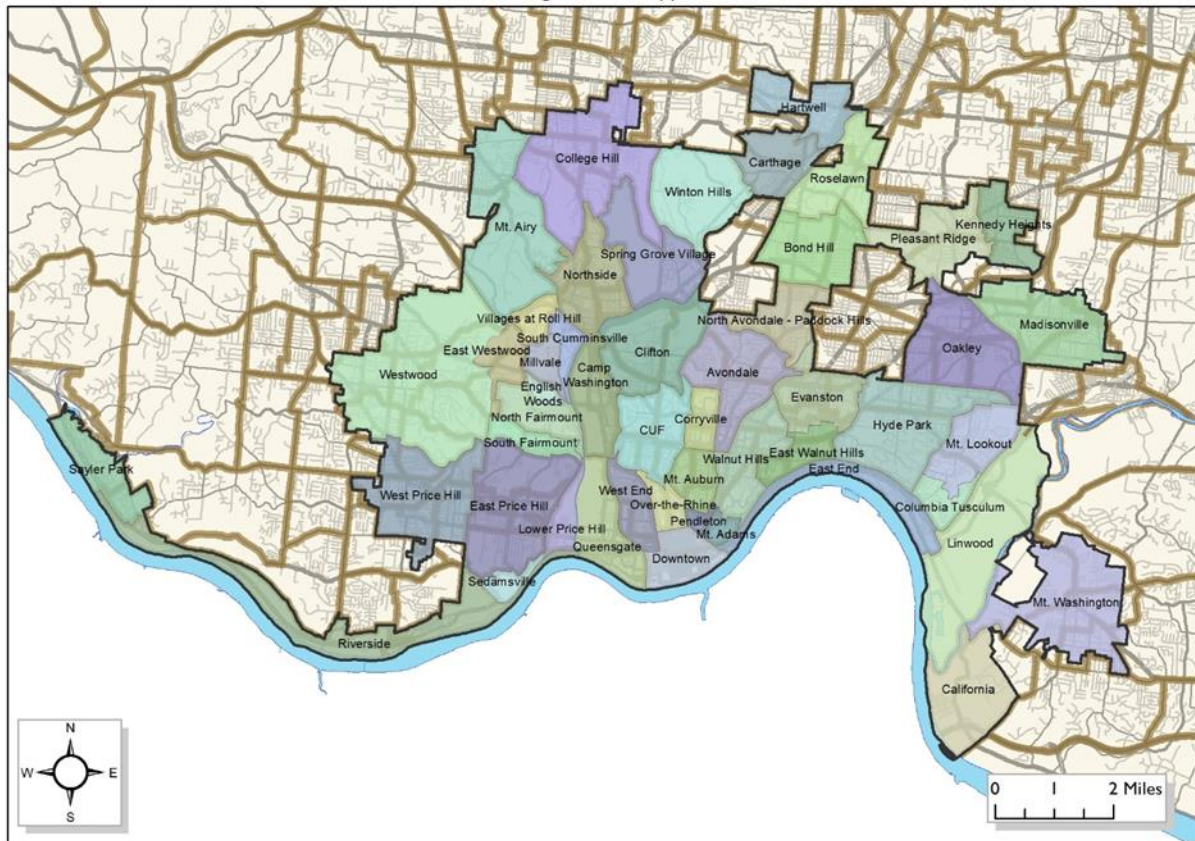 Hartwell
College Hill
Carthage
Roselawn
Winton Hills
Kennedy Heights
Mt. Airy
Pleasant Ridge
Bond Hill
Spring Grove Village
Northside
Villages at Roll Hill
North Avondale - Paddock Hills
Madisonville
South Cumminsville
Oakley
East Westwood
Clifton
Millvale
Camp
Washington
Westwood
Avondale
English
Woods
Evanston
North Fairmount
Corryville
Hyde Park
CUF
South Fairmount
Mt. Lookout
East Walnut Hills
Walnut Hills
Sayler Park
East End
Mt. Auburn
West Price Hill
West End
East Price Hill
Over-the-Rhine
Columbia Tusculum
Pendleton
Lower Price Hill
Mt. Adams
Queensgate
Linwood
Downtown
Sedamsville
Mt. Washington
Riverside
California
N
W
E
S
0 1 2 Miles